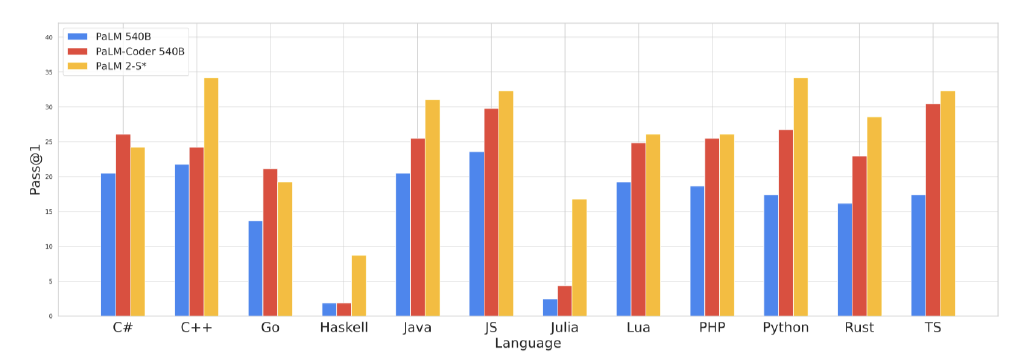 PaLM 540B
PaLM-Coder 540B
PaLM 2-S*
40
35
30
25
20
15
10
5
0
Pass@1
C# C++ Go Haskell Java JS Julia Lua PHP Python Rust TS
Language